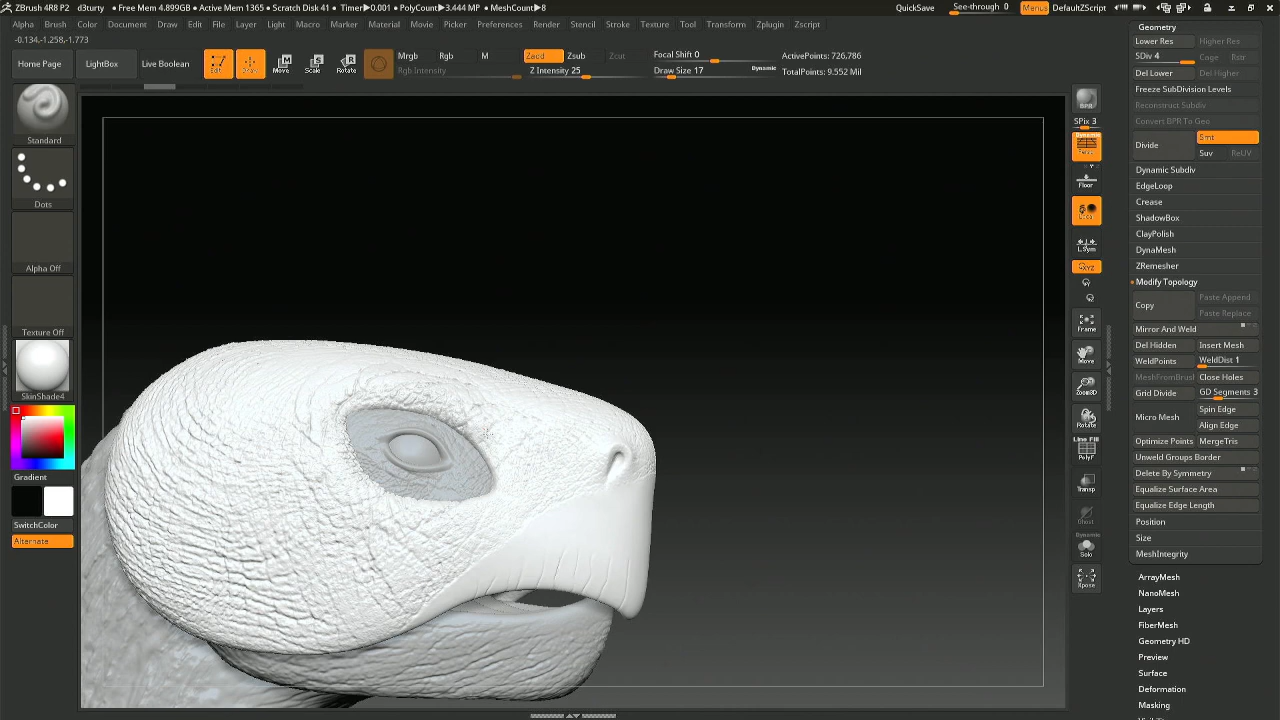 ZBrush 4R8 P2 d3turty • Free Mem 4.899GB • Active Mem 1365 • Scratch Disk 41 • Timer▶0.001 • PolyCount▶3.444 MP • MeshCount▶8 QuickSave See-through 0 Menus DefaultZScript
Alpha Brush Color Document Draw Edit File Layer Light Macro Marker Material Movie Picker Preferences Render Stencil Stroke Texture Tool Transform Zplugin Zscript
-0.134,-1.258,-1.773
Home Page LightBox Live Boolean Edit Draw Move Scale Rotate
Mrgb Rgb M Zadd Zsub Zcut Focal Shift 0 ActivePoints: 726.786
Rgb Intensity Z Intensity 25 Draw Size 17 Dynamic TotalPoints: 9.552 Mil
Standard
Dots
Alpha Off
Texture Off
SkinShade4
Gradient
SwitchColor
Alternate
BPR
SPix 3
Dynamic
Persp
Floor
Local
L.Sym
Frame
Move
Zoom3D
Rotate
Line Fill
PolyF
Transp
Ghost
Dynamic
Solo
Xpose
Geometry
Lower Res Higher Res
SDiv 4 Cage Rstr
Del Lower Del Higher
Freeze SubDivision Levels
Reconstruct Subdiv
Convert BPR To Geo
Divide Smt
Suv ReUV
Dynamic Subdiv
EdgeLoop
Crease
ShadowBox
ClayPolish
DynaMesh
ZRemesher
Modify Topology
Copy Paste Append
Paste Replace
Mirror And Weld
Del Hidden Insert Mesh
WeldPoints WeldDist 1
MeshFromBrush Close Holes
Grid Divide GD Segments 3
Micro Mesh Spin Edge
Align Edge
Optimize Points MergeTris
Unweld Groups Border
Delete By Symmetry
Equalize Surface Area
Equalize Edge Length
Position
Size
MeshIntegrity
ArrayMesh
NanoMesh
Layers
FiberMesh
Geometry HD
Preview
Surface
Deformation
Masking